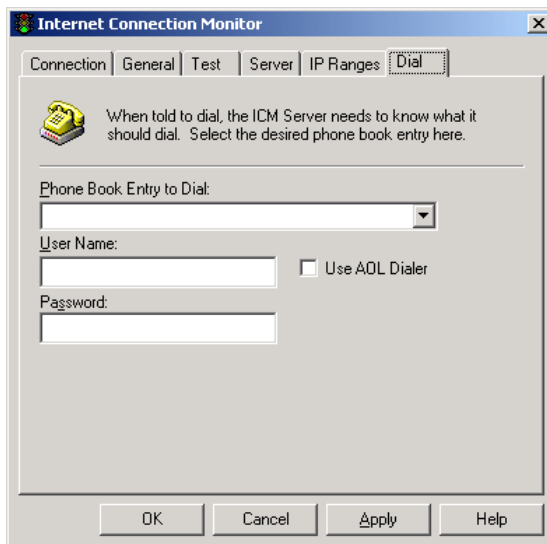 Internet Connection Monitor
Connection General Test Server IP Ranges Dial
When told to dial, the ICM Server needs to know what it
should dial. Select the desired phone book entry here.
Phone Book Entry to Dial:
User Name:
Use AOL Dialer
Password:
OK Cancel Apply Help